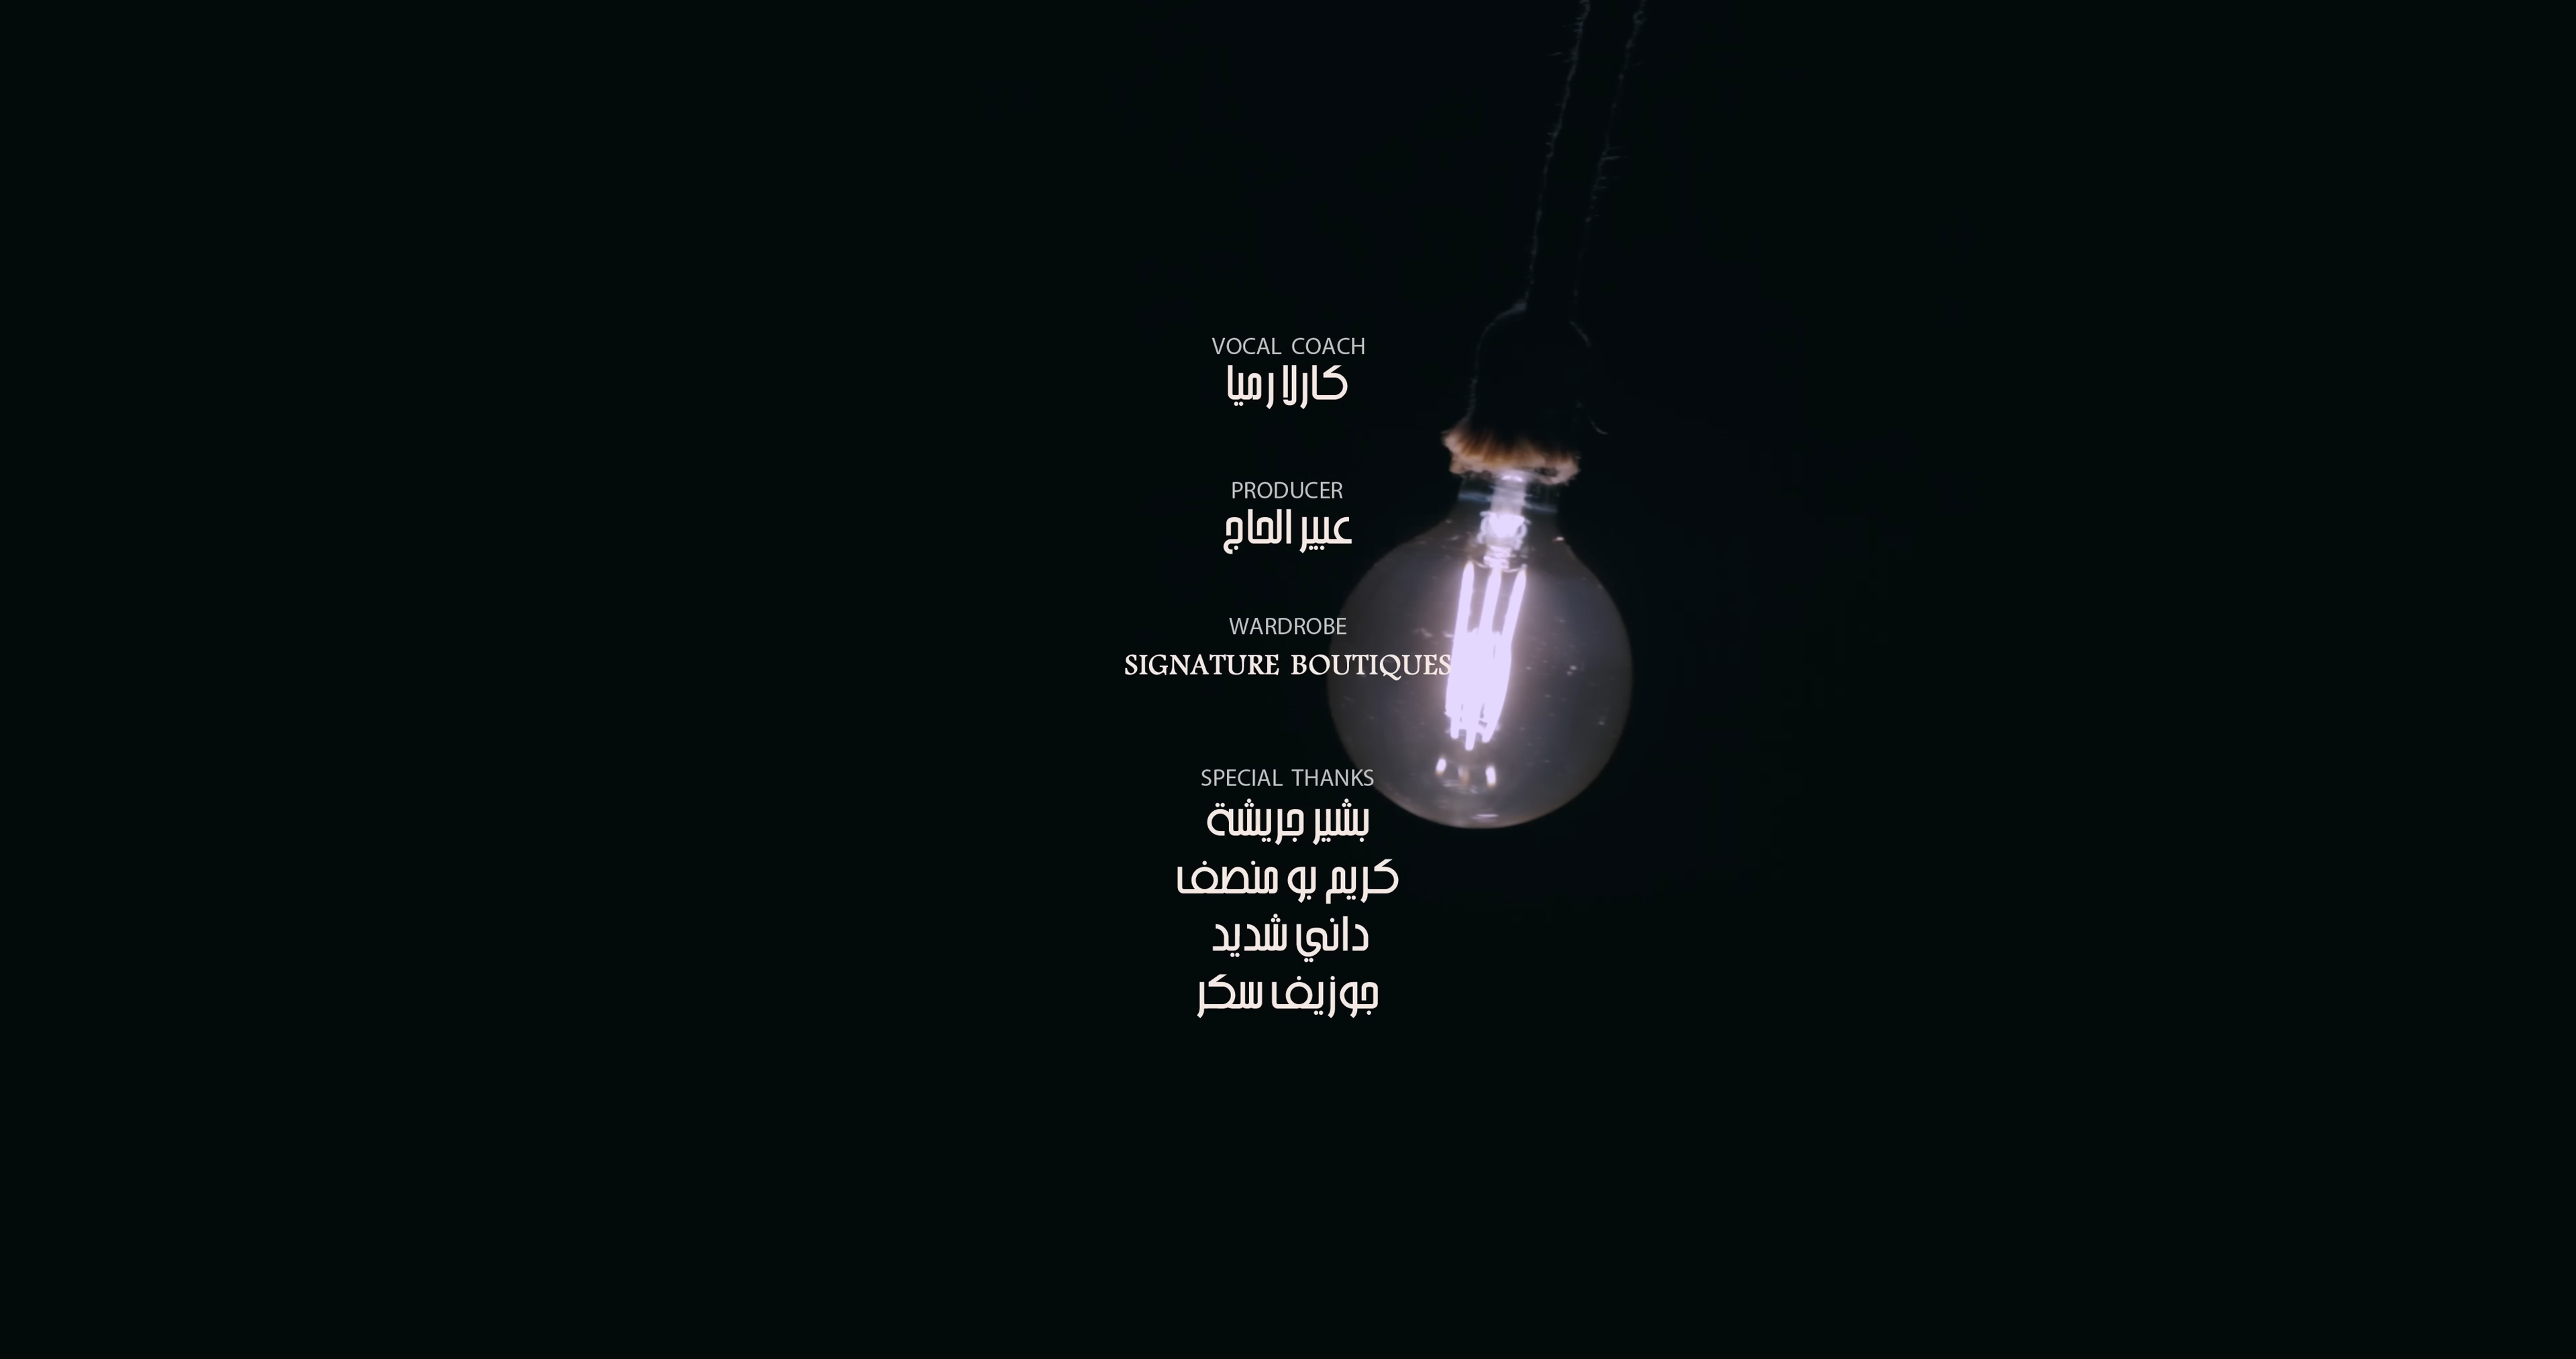 VOCAL COACH
كارلا رميا
PRODUCER
عبير الحاج
WARDROBE
SIGNATURE BOUTIQUES
SPECIAL THANKS
بشير جريشة
كريم بو منصف
داني شديد
جوزيف سكر